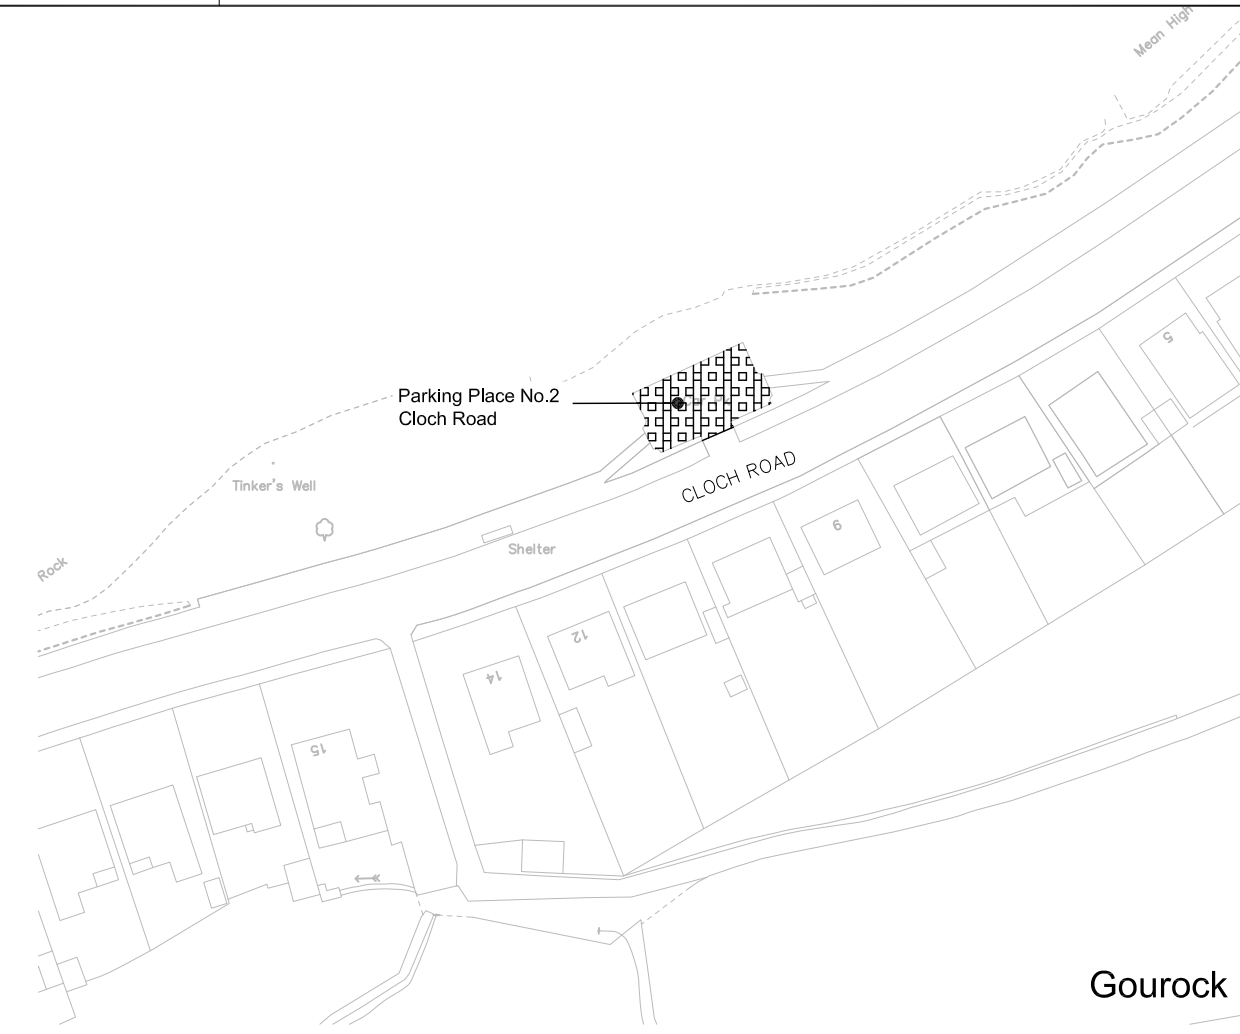 Mean High
5
Parking Place No.2
Cloch Road
CLOCH ROAD
Tinker's Well
9
Shelter
Rock
12
14
15
Gourock